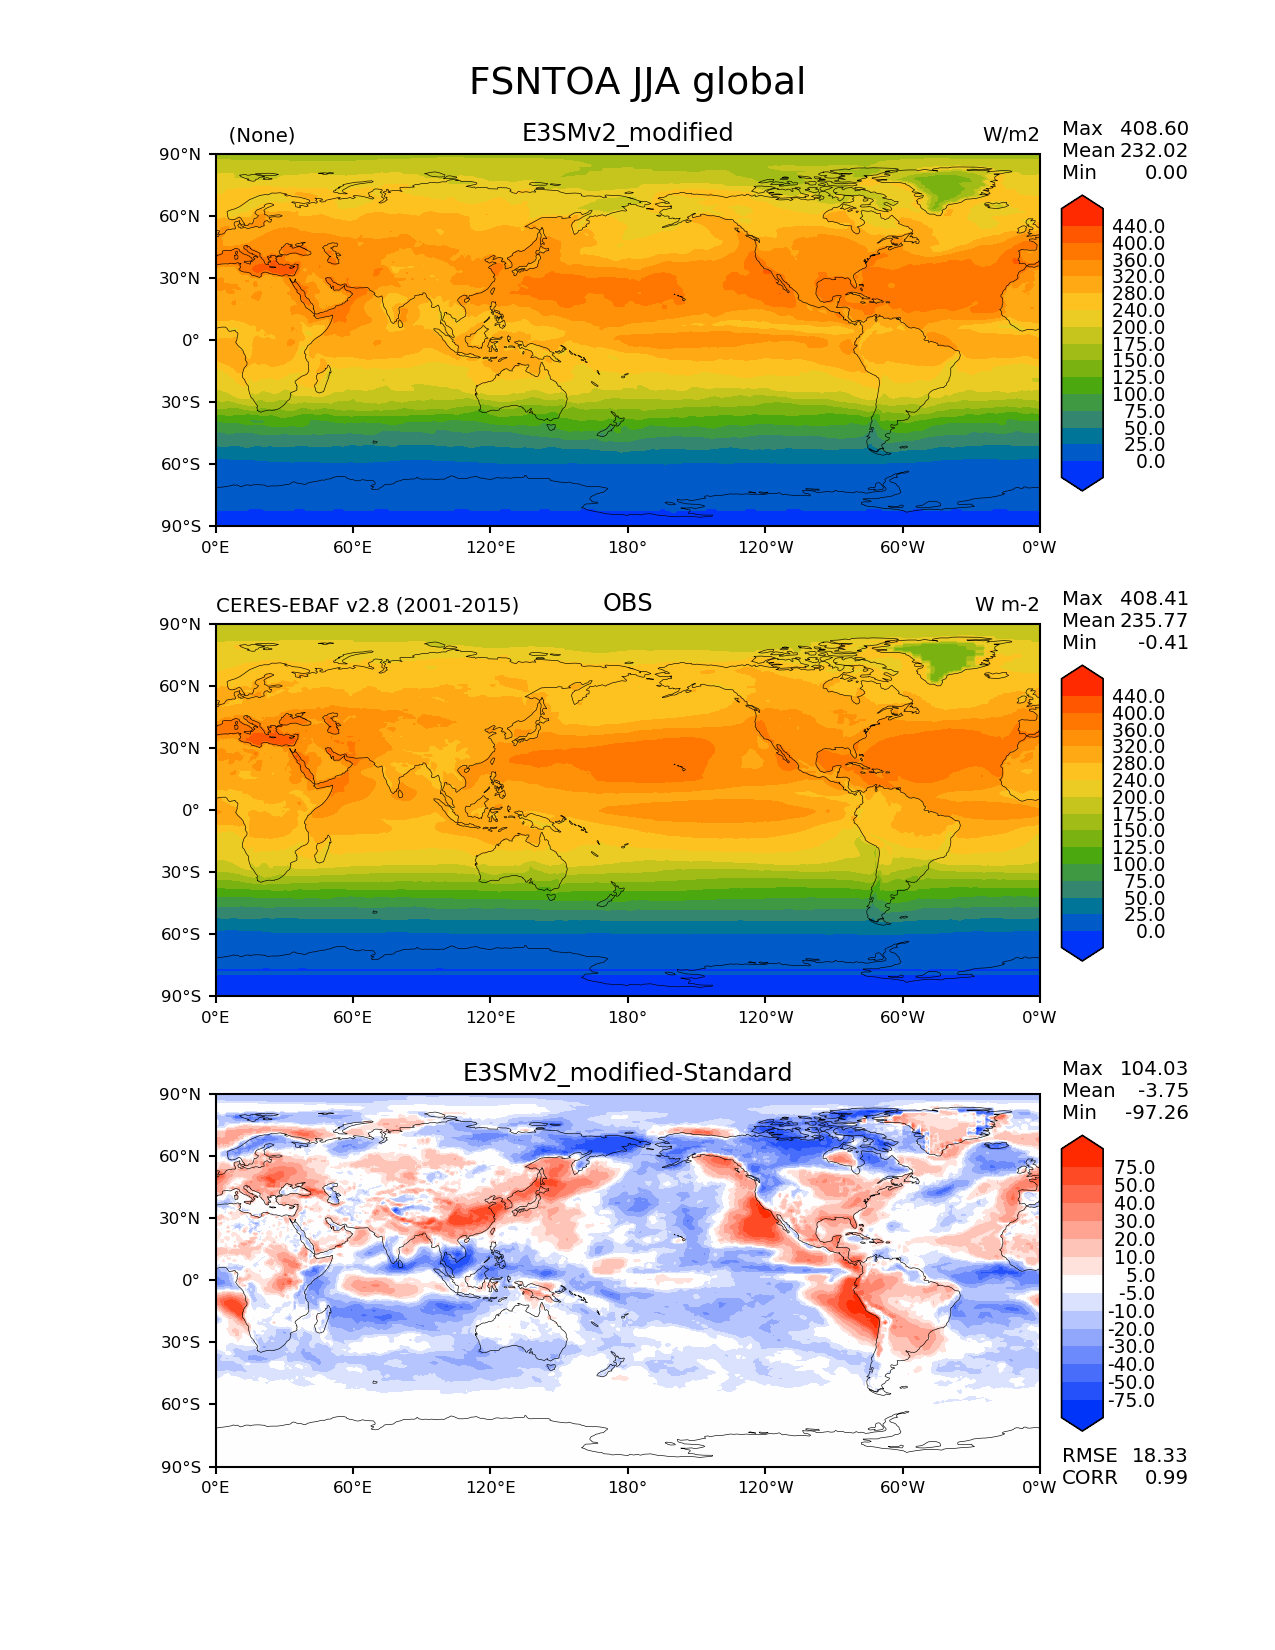 FSNTOA JJA global
(None) E3SMv2_modified W/m2
Max 408.60
Mean 232.02
Min 0.00
90°N
60°N
30°N
0°
30°S
60°S
90°S
0°E 60°E 120°E 180° 120°W 60°W 0°W
440.0
400.0
360.0
320.0
280.0
240.0
200.0
175.0
150.0
125.0
100.0
75.0
50.0
25.0
0.0
CERES-EBAF v2.8 (2001-2015) OBS W m-2
Max 408.41
Mean 235.77
Min -0.41
90°N
60°N
30°N
0°
30°S
60°S
90°S
0°E 60°E 120°E 180° 120°W 60°W 0°W
440.0
400.0
360.0
320.0
280.0
240.0
200.0
175.0
150.0
125.0
100.0
75.0
50.0
25.0
0.0
E3SMv2_modified-Standard
Max 104.03
Mean -3.75
Min -97.26
90°N
60°N
30°N
0°
30°S
60°S
90°S
0°E 60°E 120°E 180° 120°W 60°W 0°W
75.0
50.0
40.0
30.0
20.0
10.0
5.0
-5.0
-10.0
-20.0
-30.0
-40.0
-50.0
-75.0
RMSE 18.33
CORR 0.99